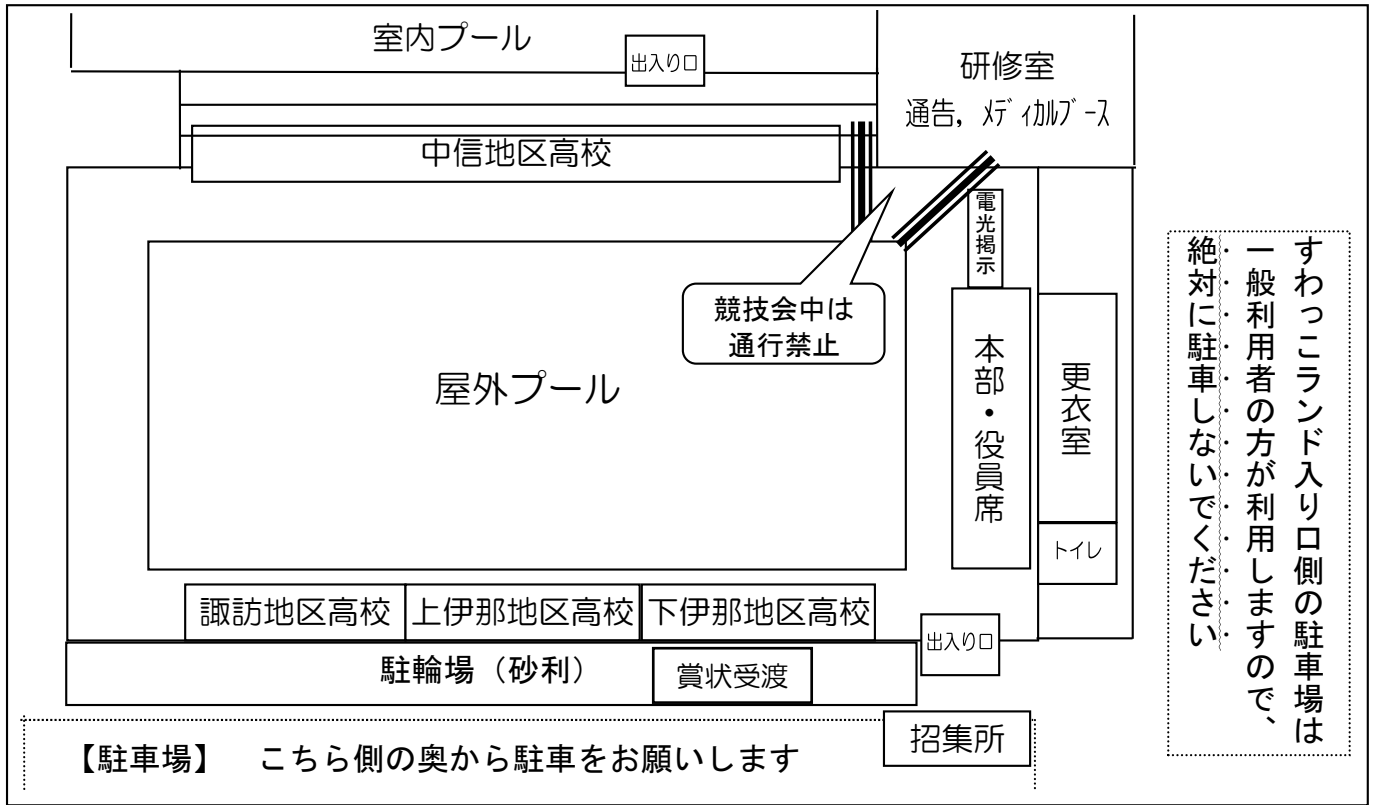 室内プール
出入り口
研修室
通告，ﾒﾃﾞｨｶﾙﾌﾞｰｽ
中信地区高校
電光掲示
競技会中は
通行禁止
屋外プール
本部・役員席
更衣室
トイレ
諏訪地区高校
上伊那地区高校
下伊那地区高校
出入り口
駐輪場（砂利）
賞状受渡
招集所
【駐車場】　こちら側の奥から駐車をお願いします
すわっこランド入り口側の駐車場は
一般利用者の方が利用しますので、
絶対に駐車しないでください